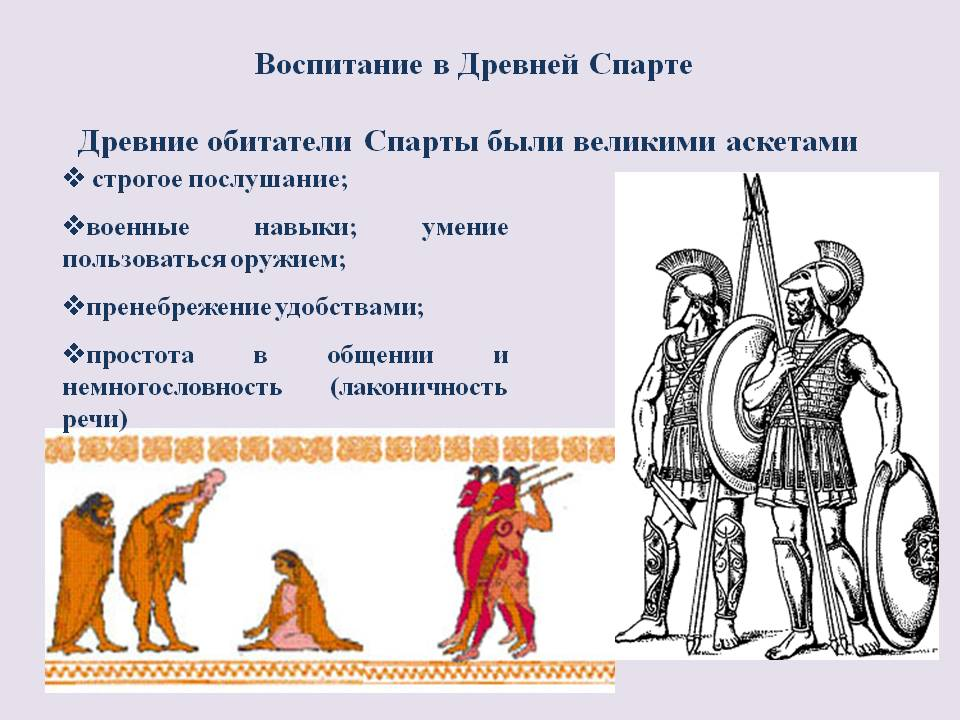 Воспитание в Древней Спарте
Древние обитатели Спарты были великими аскетами
❖ строгое послушание;
❖военные навыки; умение
пользоваться оружием;
❖пренебрежение удобствами;
❖простота в общении и
немногословность (лаконичность
речи)